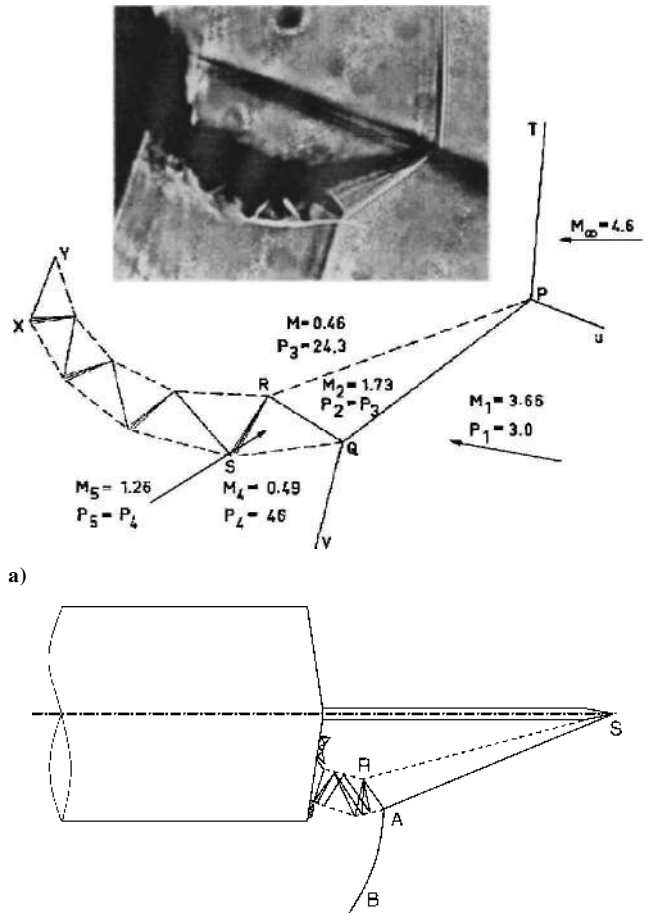 T
M∞=4.6
P
u
Y
X
M=0.46
P3=24.3
R
M2=1.73
P2=P3
M1=3.66
P1=3.0
Q
S
M5=1.26
P5=P4
M4=0.49
P4=46
V
a)
S
R
A
B